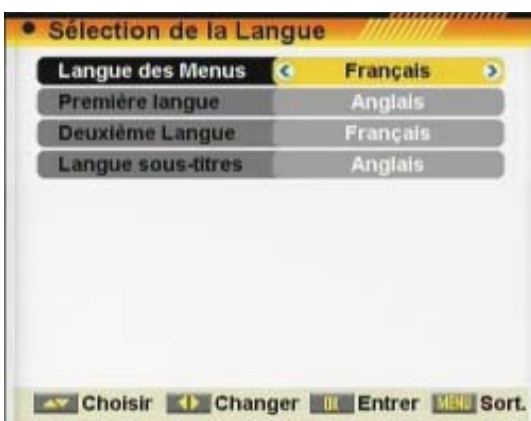 Sélection de la Langue
Langue des Menus Français
Première langue Anglais
Deuxième Langue Français
Langue sous-titres Anglais
Choisir Changer OK Entrer MENU Sort.